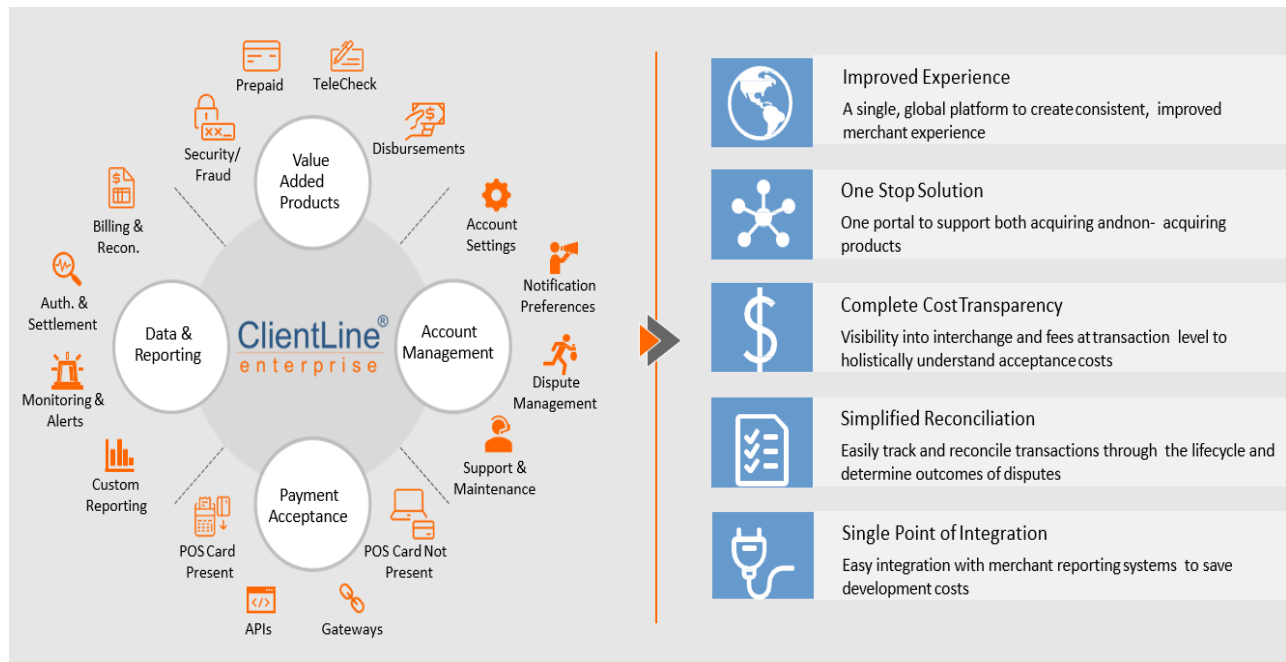 Prepaid
TeleCheck
Security/
Fraud
Disbursements
Value
Added
Products
Billing &
Recon.
Account
Settings
Auth. &
Settlement
Notification
Preferences
Data &
Reporting
ClientLine®
enterprise
Account
Management
Monitoring &
Alerts
Dispute
Management
Custom
Reporting
Support &
Maintenance
Payment
Acceptance
POS Card
Present
POS Card Not
Present
APIs
Gateways
Improved Experience
A single, global platform to create consistent, improved
merchant experience
One Stop Solution
One portal to support both acquiring andnon- acquiring
products
Complete Cost Transparency
Visibility into interchange and fees at transaction level to
holistically understand acceptance costs
Simplified Reconciliation
Easily track and reconcile transactions through the lifecycle and
determine outcomes of disputes
Single Point of Integration
Easy integration with merchant reporting systems to save
development costs